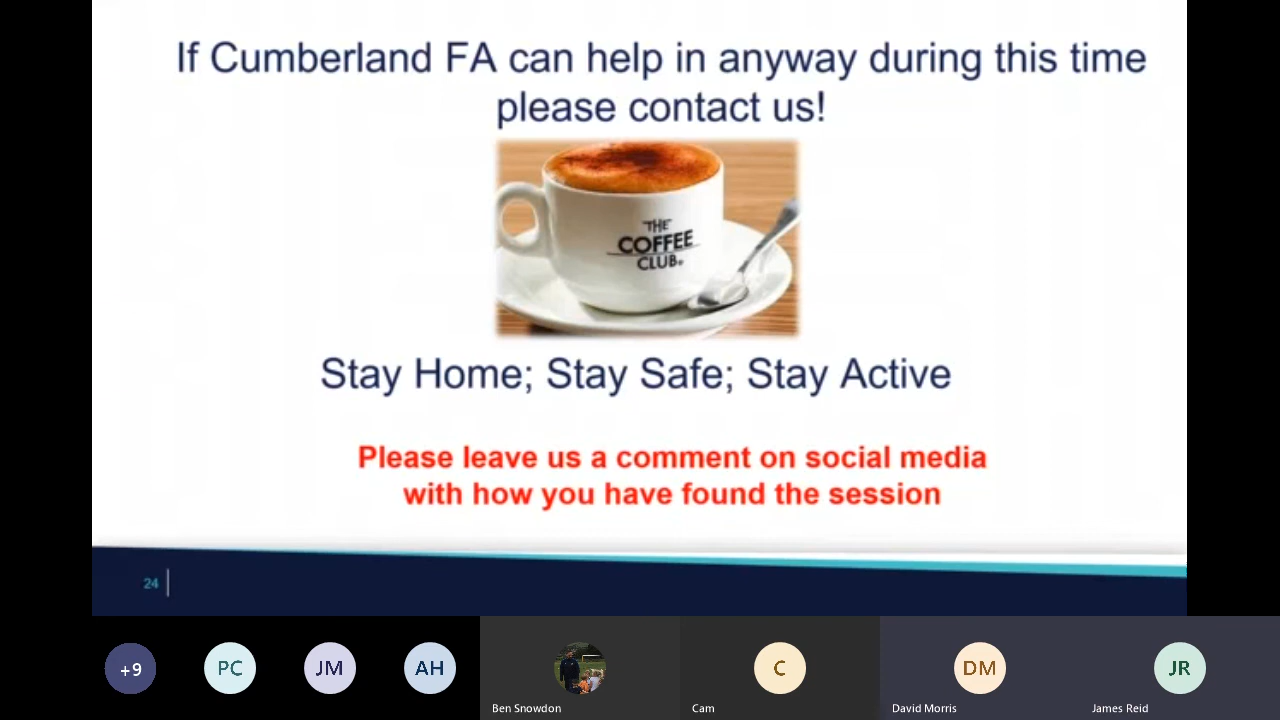 If Cumberland FA can help in anyway during this time
please contact us!
THE
COFFEE
CLUB.
Stay Home; Stay Safe; Stay Active
Please leave us a comment on social media
with how you have found the session
24
+9
PC
JM
AH
C
DM
JR
Ben Snowdon
Cam
David Morris
James Reid